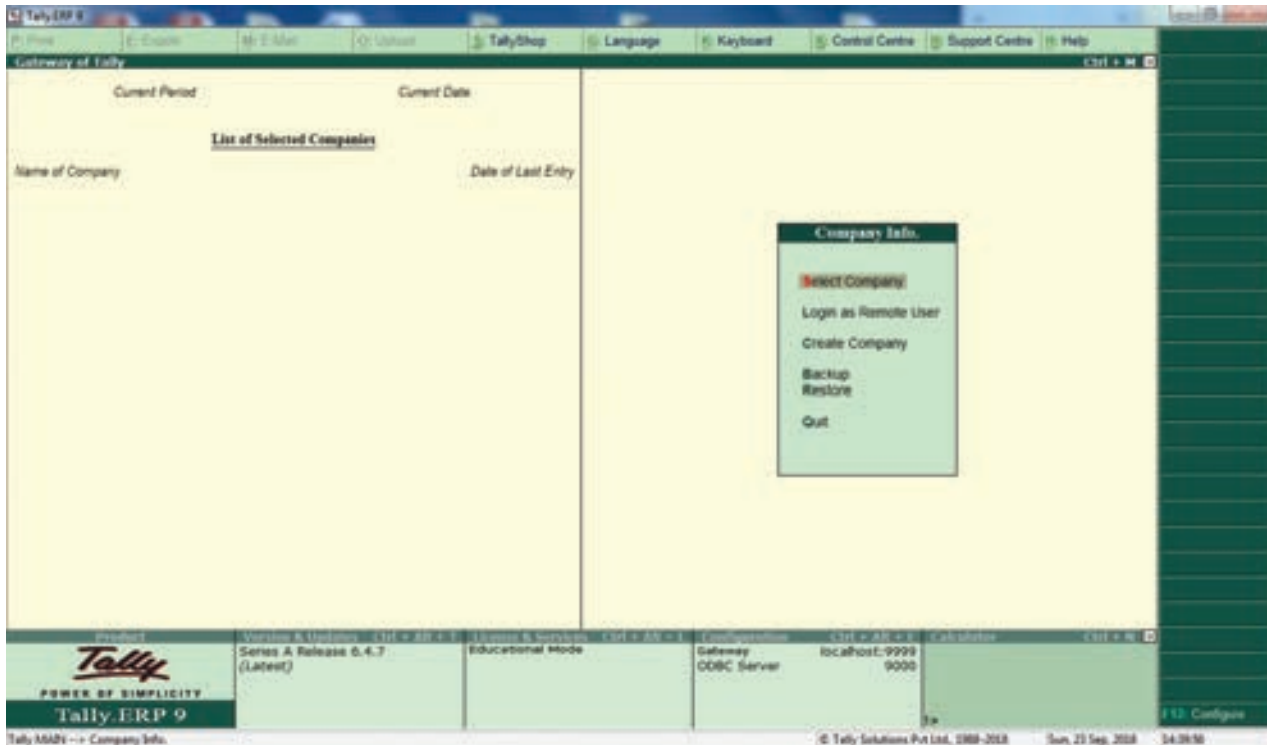 Tally.ERP 9
P: Print E: Export M: E-Mail O: Upload S: TallyShop G: Language K: Keyboard K: Control Centre H: Support Centre H: Help
Gateway of Tally Ctrl + M
Current Period Current Date
List of Selected Companies
Name of Company Date of Last Entry
Company Info.
Select Company
Login as Remote User
Create Company
Backup
Restore
Quit
Product
Tally
POWER OF SIMPLICITY
Tally.ERP 9
Version & Updates Ctrl + Alt + T
Series A Release 6.4.7
(Latest)
License & Services Ctrl + Alt + L
Educational Mode
Configuration Ctrl + Alt + F
Gateway localhost:9999
ODBC Server 9000
Calculator Ctrl + N
1>
F12: Configure
Tally MAIN --> Company Info. © Tally Solutions Pvt Ltd., 1988-2018 Sun, 23 Sep, 2018 14:39:50